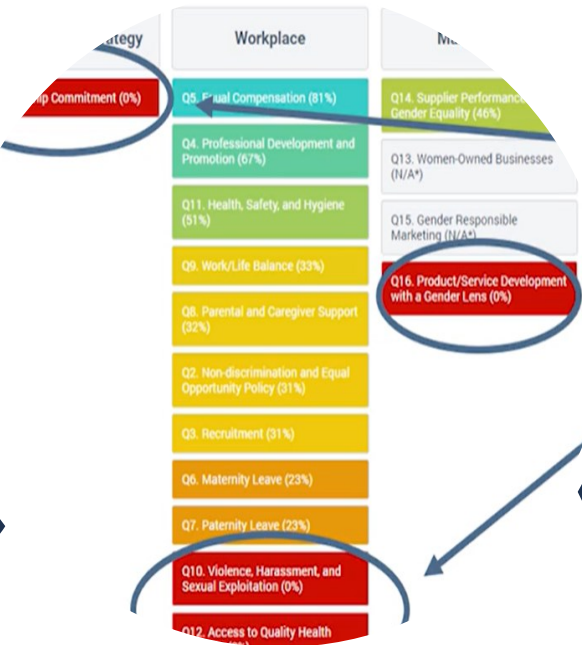 Workplace
Commitment (0%)
Q5. Equal Compensation (81%)
Q4. Professional Development and
Promotion (67%)
Q11. Health, Safety, and Hygiene
(51%)
Q9. Work/Life Balance (33%)
Q8. Parental and Caregiver Support
(32%)
Q2. Non-discrimination and Equal
Opportunity Policy (31%)
Q3. Recruitment (31%)
Q6. Maternity Leave (23%)
Q7. Paternity Leave (23%)
Q10. Violence, Harassment, and
Sexual Exploitation (0%)
Q12. Access to Quality Health
Q14. Supplier Performance
Gender Equality (46%)
Q13. Women-Owned Businesses
(N/A*)
Q15. Gender Responsible
Marketing (N/A*)
Q16. Product/Service Development
with a Gender Lens (0%)